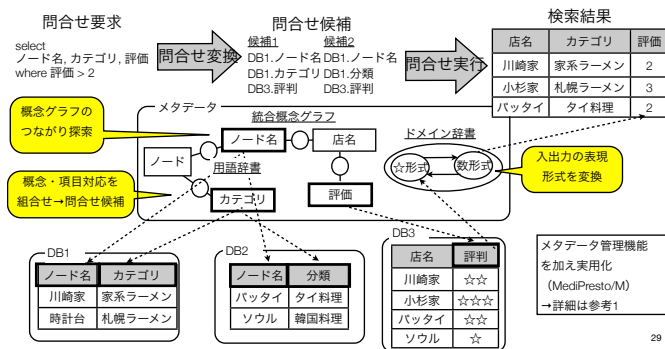 問合せ要求
select
ノード名, カテゴリ, 評価
where 評価 > 2
問合せ変換
問合せ候補
候補1 候補2
DB1.ノード名 DB1.ノード名
DB1.カテゴリ DB1.分類
DB3.評判 DB3.評判
問合せ実行
検索結果
店名 カテゴリ 評価
川崎家 家系ラーメン 2
小杉家 札幌ラーメン 3
パッタイ タイ料理 2
概念グラフの
つながり探索
メタデータ
統合概念グラフ
ノード名
店名
ノード
用語辞書
カテゴリ
評価
ドメイン辞書
☆形式
数形式
入出力の表現
形式を変換
概念・項目対応を
組合せ→問合せ候補
DB1
ノード名 カテゴリ
川崎家 家系ラーメン
時計台 札幌ラーメン
DB2
ノード名 分類
パッタイ タイ料理
ソウル 韓国料理
DB3
店名 評判
川崎家 ☆☆
小杉家 ☆☆☆
パッタイ ☆☆
ソウル ☆
メタデータ管理機能
を加え実用化
（MediPresto/M）
→詳細は参考1
29